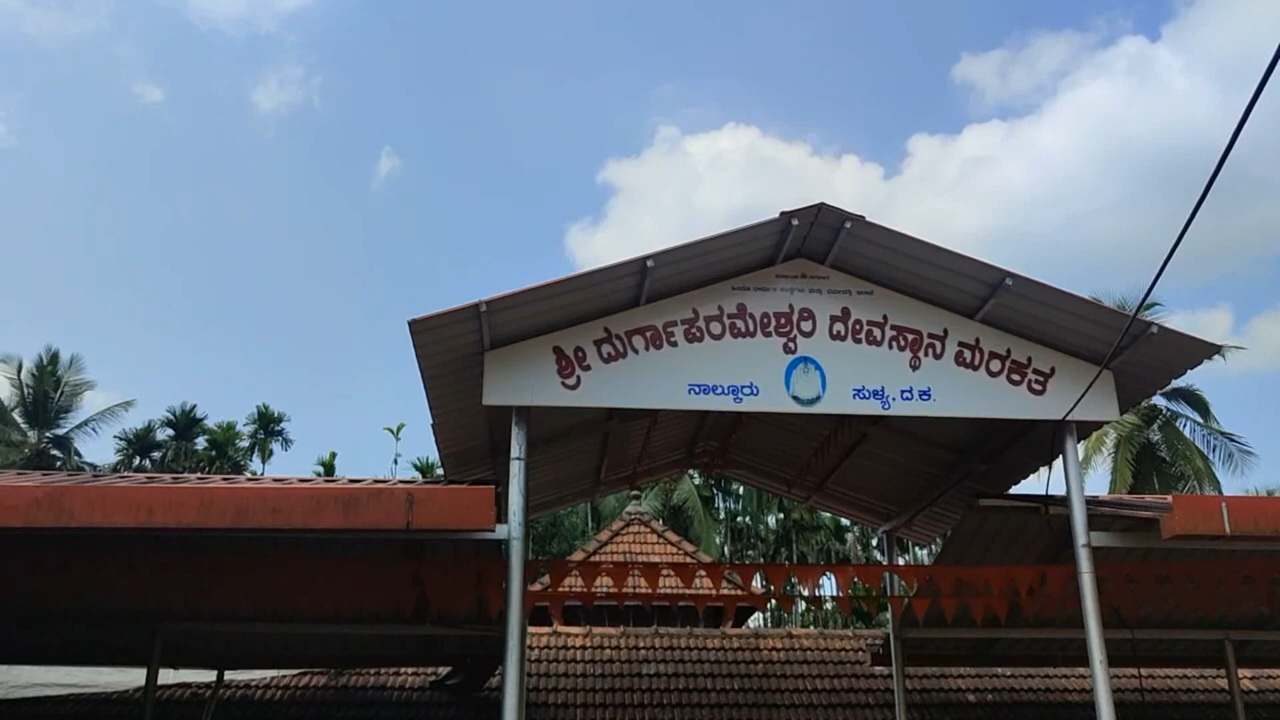 ಶ್ರೀ ದುರ್ಗಾಪರಮೇಶ್ವರಿ ದೇವಸ್ಥಾನ ಮರಕತ
ನಾಲ್ಕೂರು ಸುಳ್ಯ, ದ.ಕ.